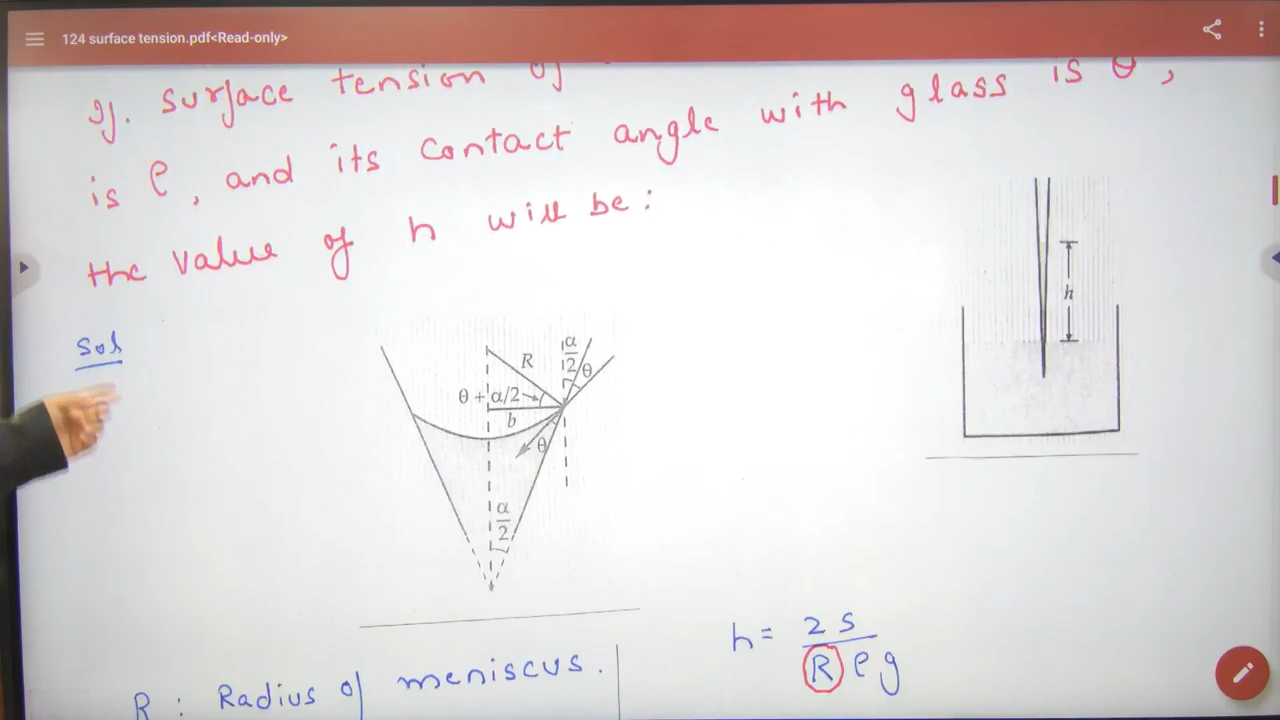 124 surface tension.pdf<Read-only>
If. surface tension of
is ρ, and its contact angle with glass is θ,
the value of h will be:
Sol
h
α/2
R
θ
θ + α/2
b
θ
α/2
h = 2S / Rρg
R : Radius of meniscus.